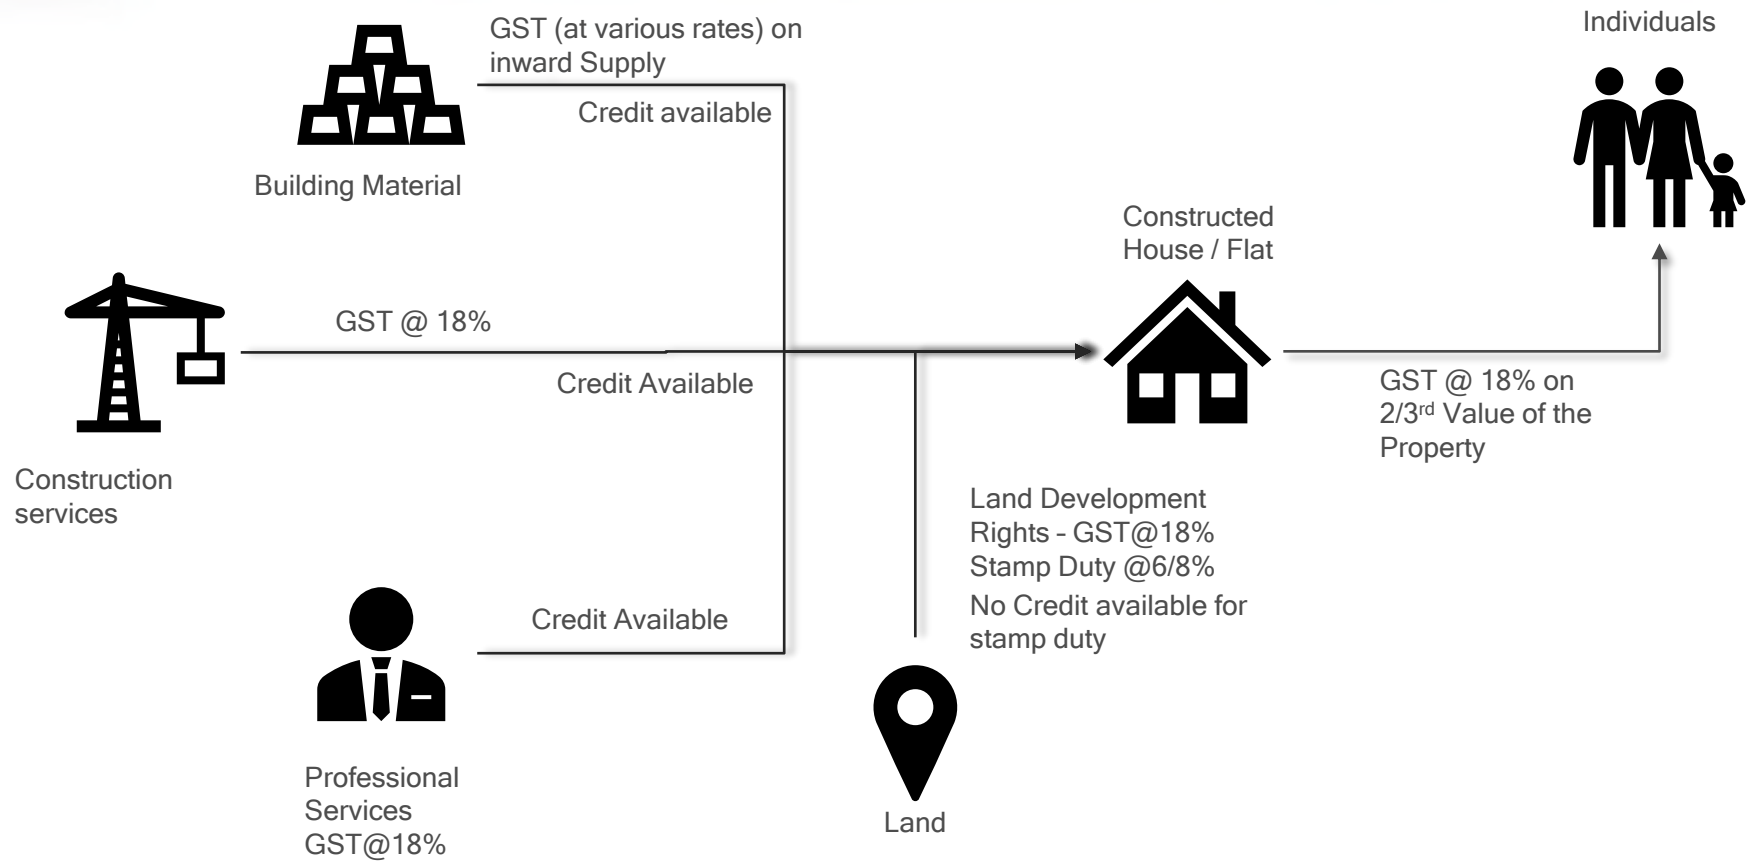 GST (at various rates) on
inward Supply
Credit available
Building Material
Individuals
Constructed
House / Flat
GST @ 18%
Credit Available
Construction
services
GST @ 18% on
2/3rd Value of the
Property
Land Development
Rights - GST@18%
Stamp Duty @6/8%
No Credit available for
stamp duty
Credit Available
Professional
Services
GST@18%
Land